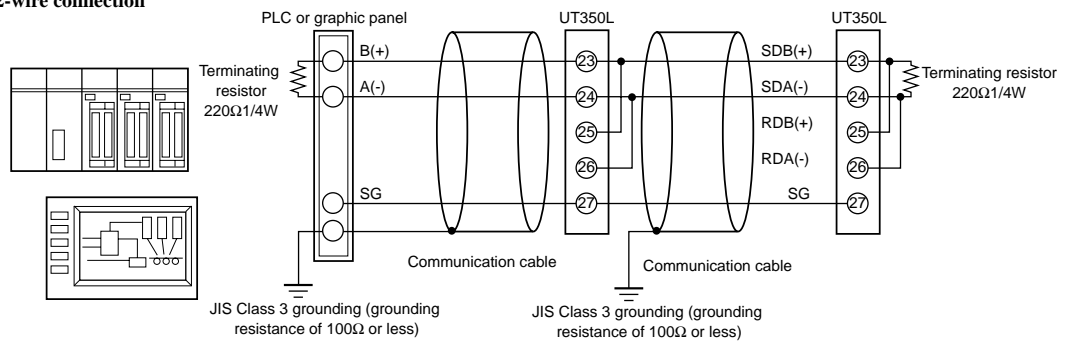 2-wire connection
PLC or graphic panel
UT350L
UT350L
B(+)
A(-)
SG
Terminating
resistor
220Ω1/4W
23
24
25
26
27
SDB(+)
SDA(-)
RDB(+)
RDA(-)
SG
23
24
25
26
27
Terminating resistor
220Ω1/4W
Communication cable
Communication cable
JIS Class 3 grounding (grounding
resistance of 100Ω or less)
JIS Class 3 grounding (grounding
resistance of 100Ω or less)